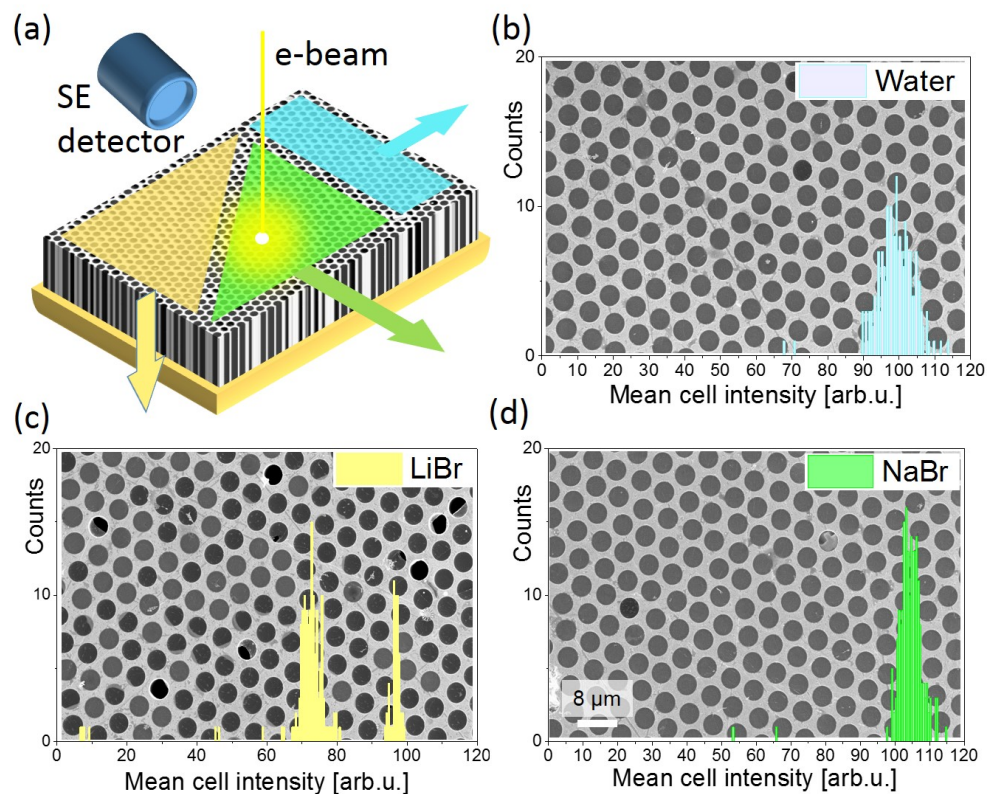 (a)
SE
detector
e-beam
(b)
Water
Counts
20
10
0
0 10 20 30 40 50 60 70 80 90 100 110 120
Mean cell intensity [arb.u.]
(c)
LiBr
Counts
20
10
0
0 20 40 60 80 100 120
Mean cell intensity [arb.u.]
(d)
NaBr
Counts
20
10
0
8 µm
0 10 20 30 40 50 60 70 80 90 100 110 120
Mean cell intensity [arb.u.]